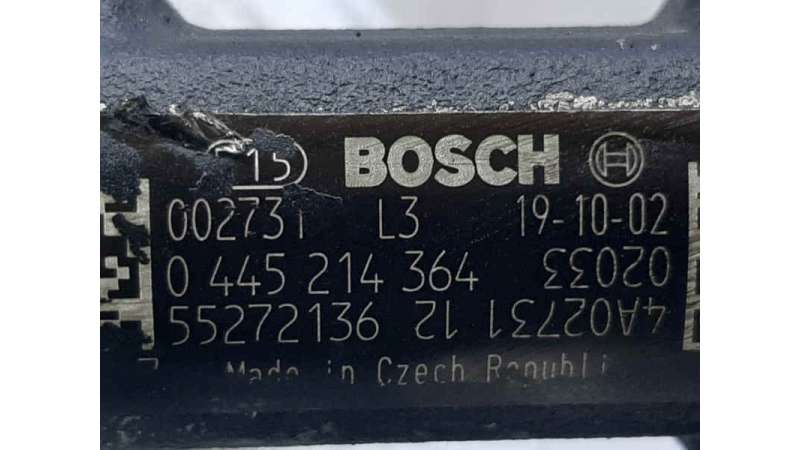 15 BOSCH
002731 L3 19-10-02
0 445 214 364 02033
55272136 12 4A02731
Made in Czech Republi